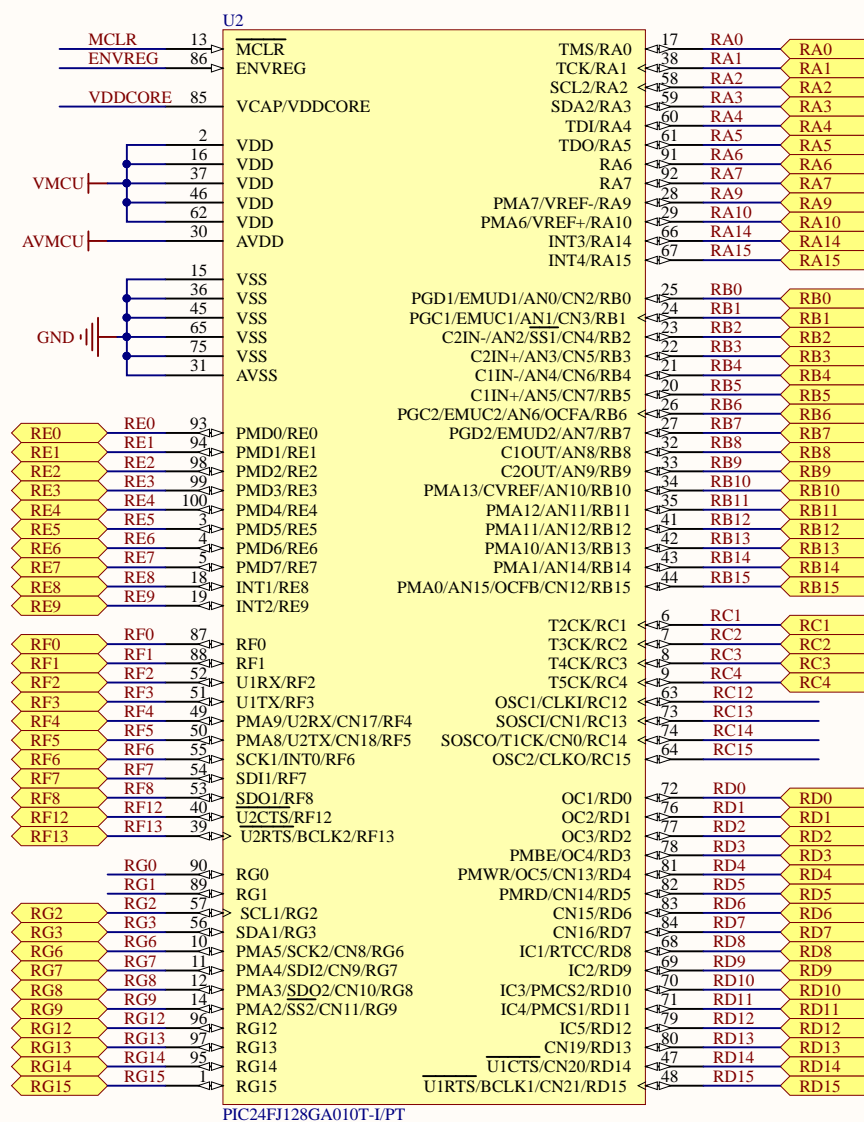 U2
MCLR 13 MCLR
ENVREG 86 ENVREG
VDDCORE 85 VCAP/VDDCORE
2 VDD
16 VDD
VMCU 37 VDD
46 VDD
62 VDD
AVMCU 30 AVDD
15 VSS
36 VSS
45 VSS
GND 65 VSS
75 VSS
31 AVSS
RE0 RE0 93 PMD0/RE0
RE1 RE1 94 PMD1/RE1
RE2 RE2 98 PMD2/RE2
RE3 RE3 99 PMD3/RE3
RE4 RE4 100 PMD4/RE4
RE5 RE5 3 PMD5/RE5
RE6 RE6 4 PMD6/RE6
RE7 RE7 5 PMD7/RE7
RE8 RE8 18 INT1/RE8
RE9 RE9 19 INT2/RE9
RF0 RF0 87 RF0
RF1 RF1 88 RF1
RF2 RF2 52 U1RX/RF2
RF3 RF3 51 U1TX/RF3
RF4 RF4 49 PMA9/U2RX/CN17/RF4
RF5 RF5 50 PMA8/U2TX/CN18/RF5
RF6 RF6 55 SCK1/INT0/RF6
RF7 RF7 54 SDI1/RF7
RF8 RF8 53 SDO1/RF8
RF12 RF12 40 U2CTS/RF12
RF13 RF13 39 U2RTS/BCLK2/RF13
RG0 90 RG0
RG1 89 RG1
RG2 RG2 57 SCL1/RG2
RG3 RG3 56 SDA1/RG3
RG6 RG6 10 PMA5/SCK2/CN8/RG6
RG7 RG7 11 PMA4/SDI2/CN9/RG7
RG8 RG8 12 PMA3/SDO2/CN10/RG8
RG9 RG9 14 PMA2/SS2/CN11/RG9
RG12 RG12 96 RG12
RG13 RG13 97 RG13
RG14 RG14 95 RG14
RG15 RG15 1 RG15
TMS/RA0 17 RA0 RA0
TCK/RA1 38 RA1 RA1
SCL2/RA2 58 RA2 RA2
SDA2/RA3 59 RA3 RA3
TDI/RA4 60 RA4 RA4
TDO/RA5 61 RA5 RA5
RA6 91 RA6 RA6
RA7 92 RA7 RA7
PMA7/VREF-/RA9 28 RA9 RA9
PMA6/VREF+/RA10 29 RA10 RA10
INT3/RA14 66 RA14 RA14
INT4/RA15 67 RA15 RA15
PGD1/EMUD1/AN0/CN2/RB0 25 RB0 RB0
PGC1/EMUC1/AN1/CN3/RB1 24 RB1 RB1
C2IN-/AN2/SS1/CN4/RB2 23 RB2 RB2
C2IN+/AN3/CN5/RB3 22 RB3 RB3
C1IN-/AN4/CN6/RB4 21 RB4 RB4
C1IN+/AN5/CN7/RB5 20 RB5 RB5
PGC2/EMUC2/AN6/OCFA/RB6 26 RB6 RB6
PGD2/EMUD2/AN7/RB7 27 RB7 RB7
C1OUT/AN8/RB8 32 RB8 RB8
C2OUT/AN9/RB9 33 RB9 RB9
PMA13/CVREF/AN10/RB10 34 RB10 RB10
PMA12/AN11/RB11 35 RB11 RB11
PMA11/AN12/RB12 41 RB12 RB12
PMA10/AN13/RB13 42 RB13 RB13
PMA1/AN14/RB14 43 RB14 RB14
PMA0/AN15/OCFB/CN12/RB15 44 RB15 RB15
T2CK/RC1 6 RC1 RC1
T3CK/RC2 7 RC2 RC2
T4CK/RC3 8 RC3 RC3
T5CK/RC4 9 RC4 RC4
OSC1/CLKI/RC12 63 RC12
SOSCI/CN1/RC13 73 RC13
SOSCO/T1CK/CN0/RC14 74 RC14
OSC2/CLKO/RC15 64 RC15
OC1/RD0 72 RD0 RD0
OC2/RD1 76 RD1 RD1
OC3/RD2 77 RD2 RD2
PMBE/OC4/RD3 78 RD3 RD3
PMWR/OC5/CN13/RD4 81 RD4 RD4
PMRD/CN14/RD5 82 RD5 RD5
CN15/RD6 83 RD6 RD6
CN16/RD7 84 RD7 RD7
IC1/RTCC/RD8 68 RD8 RD8
IC2/RD9 69 RD9 RD9
IC3/PMCS2/RD10 70 RD10 RD10
IC4/PMCS1/RD11 71 RD11 RD11
IC5/RD12 79 RD12 RD12
CN19/RD13 80 RD13 RD13
U1CTS/CN20/RD14 47 RD14 RD14
U1RTS/BCLK1/CN21/RD15 48 RD15 RD15
PIC24FJ128GA010T-I/PT